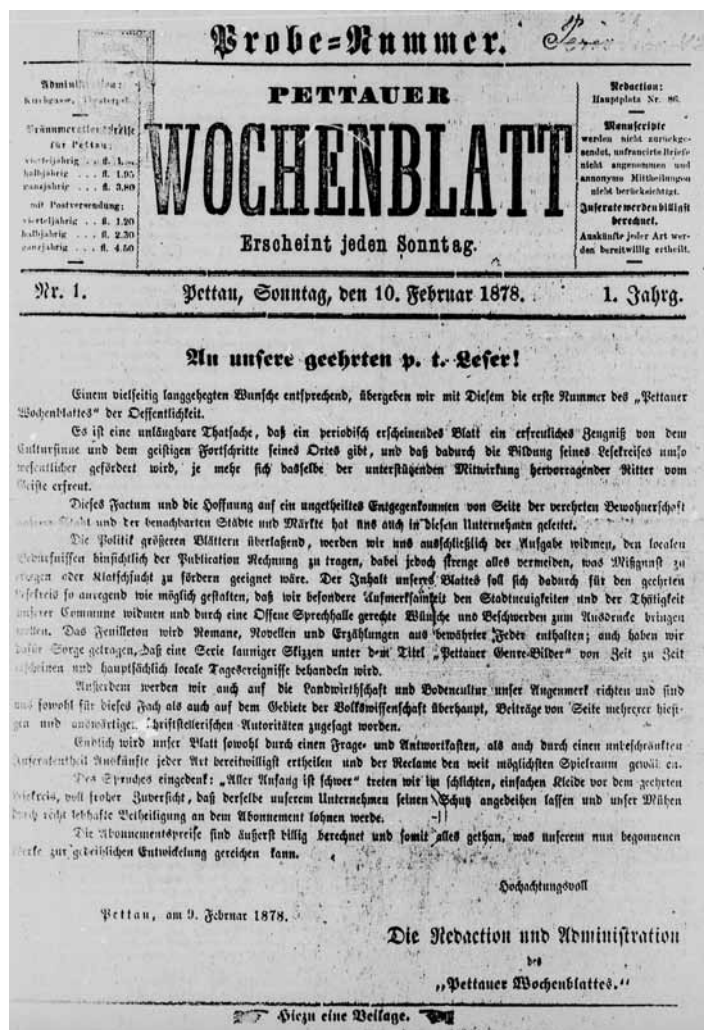 Probe=Nummer.
Administration:
Kirchgasse,
Pränumerations-Preise
für Pettau:
vierteljährig . . fl. 1.
halbjährig . . . fl. 1.95
ganzjährig . . . fl. 3.80
mit Postversendung:
vierteljährig . . fl. 1.20
halbjährig . . . fl. 2.30
ganzjährig . . . fl. 4.50
PETTAUER
WOCHENBLATT
Erscheint jeden Sonntag.
Redaction:
Hauptplatz Nr. 86.
Manuscripte
werden nicht zurückge-
sendet, unfrancirte Briefe
nicht angenommen und
annonyme Mittheilungen
nicht berücksichtigt.
Inserate werden billigst
berechnet.
Auskünfte jeder Art wer-
den bereitwillig ertheilt.
Nr. 1. Pettau, Sonntag, den 10. Februar 1878. 1. Jahrg.
An unsere geehrten p. t. Leser!
Einem vielseitig langgehegten Wunsche entsprechend, übergeben wir mit Diesem die erste Nummer des „Pettauer
Wochenblattes“ der Oeffentlichkeit.
Es ist eine unläugbare Thatsache, daß ein periodisch erscheinendes Blatt ein erfreuliches Zeugniß von dem
Cultursinne und dem geistigen Fortschritte seines Ortes gibt, und daß dadurch die Bildung seines Lesekreises umso
wesentlicher gefördert wird, je mehr sich dasselbe der unterstützenden Mitwirkung hervorragender Ritter vom
Geiste erfreut.
Dieses Factum und die Hoffnung auf ein ungetheiltes Entgegenkommen von Seite der verehrten Bewohnerschaft
unserer Stadt und der benachbarten Städte und Märkte hat uns auch in diesem Unternehmen geleitet.
Die Politik größeren Blättern überlaßend, werden wir uns ausschließlich der Aufgabe widmen, den localen
Bedürfnissen hinsichtlich der Publication Rechnung zu tragen, dabei jedoch strenge alles vermeiden, was Mißgunst zu
erregen oder Klatschsucht zu fördern geeignet wäre. Der Inhalt unseres Blattes soll sich dadurch für den geehrten
Lesekreis so anregend wie möglich gestalten, daß wir besondere Aufmerksamkeit den Stadtneuigkeiten und der Thätigkeit
unserer Commune widmen und durch eine Offene Sprechhalle gerechte Wünsche und Beschwerden zum Ausdrucke bringen
wollen. Das Feuilleton wird Romane, Novellen und Erzählungen aus bewährter Feder enthalten; auch haben wir
dafür Sorge getragen, daß eine Serie launiger Skizzen unter dem Titel „Pettauer Genre-Bilder“ von Zeit zu Zeit
erscheinen und hauptsächlich locale Tagesereignisse behandeln wird.
Außerdem werden wir auch auf die Landwirthschaft und Bodencultur unser Angenmerk richten und sind
uns sowohl für dieses Fach als auch auf dem Gebiete der Volkswissenschaft überhaupt, Beiträge von Seite mehrerer hiesi-
gen und auswärtigen schriftstellerischen Autoritäten zugesagt worden.
Endlich wird unser Blatt sowohl durch einen Frage- und Antwortkasten, als auch durch einen unbeschränkten
Inseratentheil Auskünfte jeder Art bereitwilligst ertheilen und der Reclame den weit möglichsten Spielraum gewähren.
Des Spruches eingedenk: „Aller Anfang ist schwer“ treten wir im schlichten, einfachen Kleide vor dem geehrten
Lesekreis, voll froher Zuversicht, daß derselbe unserem Unternehmen seinen Schutz angedeihen lassen und unser Mühen
durch recht lebhafte Betheiligung an dem Abonnement lohnen werde.
Die Abonnementspreise sind äußerst billig berechnet und somit alles gethan, was unserem nun begonnenen
Werke zur gedeihlichen Entwickelung gereichen kann.
Hochachtungsvoll
Pettau, am 9. Februar 1878.
Die Redaction und Administration
des
„Pettauer Wochenblattes.“
Hiezu eine Beilage.